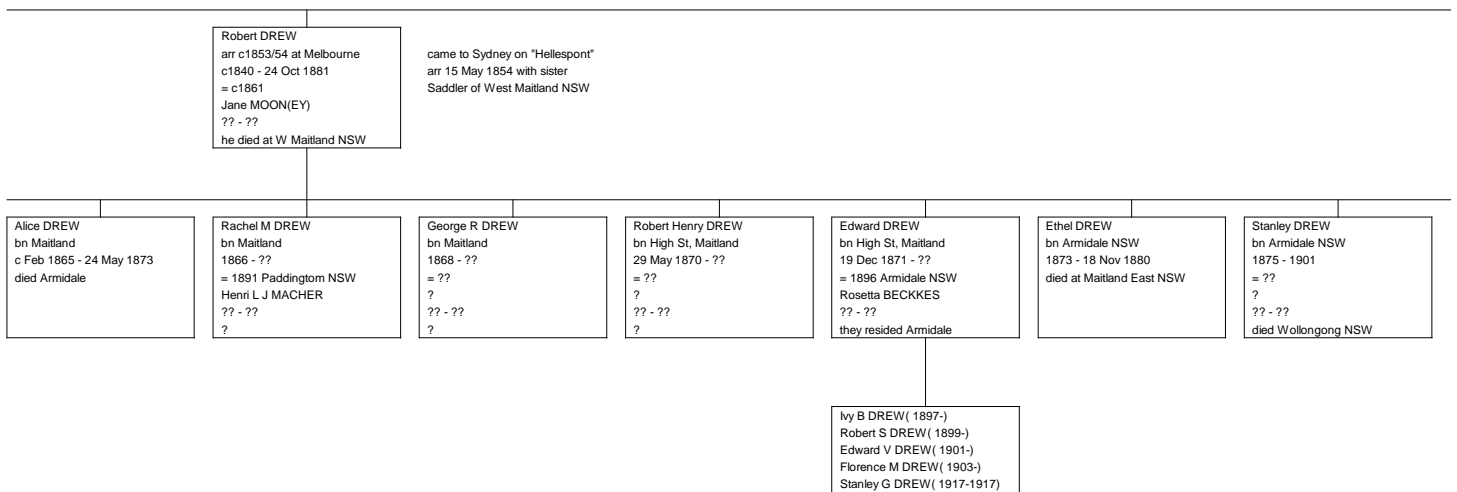 Robert DREW
arr c1853/54 at Melbourne
c1840 - 24 Oct 1881
= c1861
Jane MOON(EY)
?? - ??
he died at W Maitland NSW
came to Sydney on "Hellespont"
arr 15 May 1854 with sister
Saddler of West Maitland NSW
Alice DREW
bn Maitland
c Feb 1865 - 24 May 1873
died Armidale
Rachel M DREW
bn Maitland
1866 - ??
= 1891 Paddingtom NSW
Henri L J MACHER
?? - ??
?
George R DREW
bn Maitland
1868 - ??
= ??
?
?? - ??
?
Robert Henry DREW
bn High St, Maitland
29 May 1870 - ??
= ??
?
?? - ??
?
Edward DREW
bn High St, Maitland
19 Dec 1871 - ??
= 1896 Armidale NSW
Rosetta BECKKES
?? - ??
they resided Armidale
Ethel DREW
bn Armidale NSW
1873 - 18 Nov 1880
died at Maitland East NSW
Stanley DREW
bn Armidale NSW
1875 - 1901
= ??
?
?? - ??
died Wollongong NSW
Ivy B DREW( 1897-)
Robert S DREW( 1899-)
Edward V DREW( 1901-)
Florence M DREW( 1903-)
Stanley G DREW( 1917-1917)